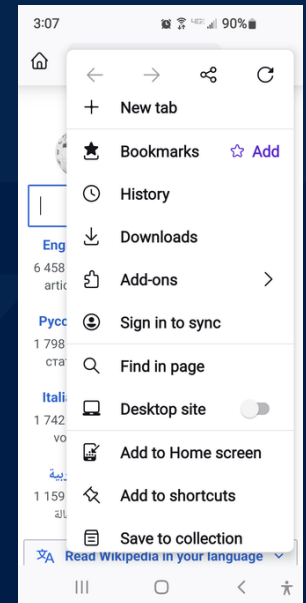 3:07 90%
New tab
Bookmarks Add
History
Eng
Downloads
6 458
artic
Add-ons
Русс
Sign in to sync
1 798
стат
Find in page
Itali
Desktop site
1 742
vo
Add to Home screen
Add to shortcuts
1 159
Save to collection
Read Wikipedia in your language